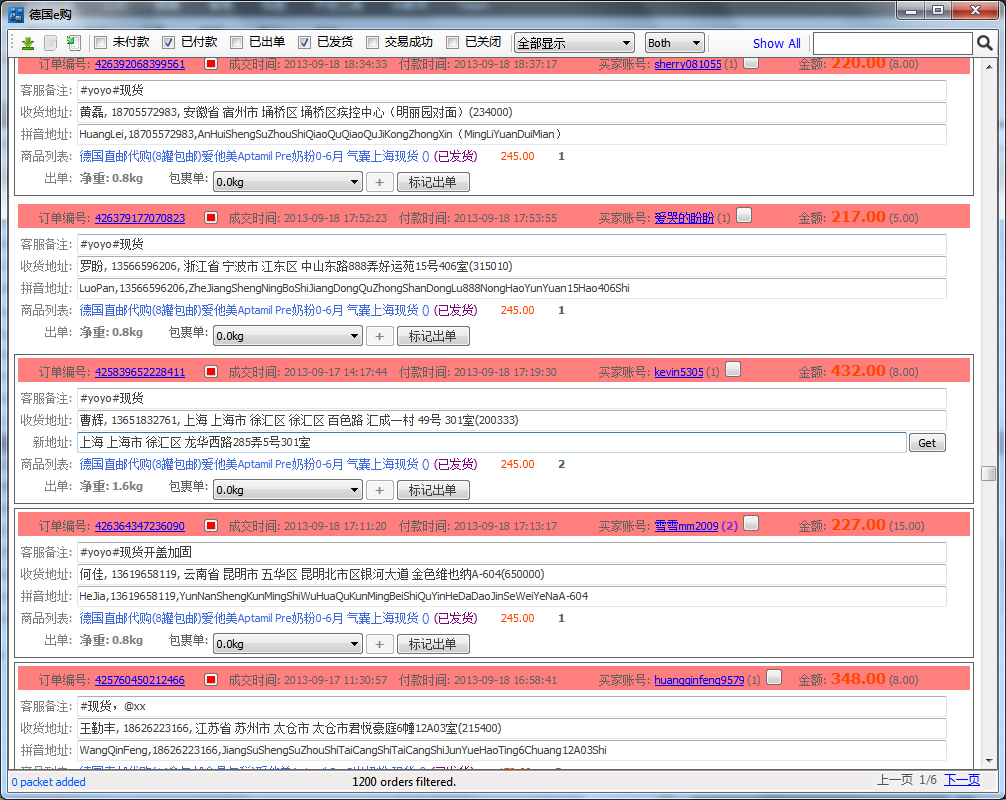 德国e购
未付款 已付款 已出单 已发货 交易成功 已关闭 全部显示 Both Show All
订单编号: 426392068399561 成交时间: 2013-09-18 18:34:33 付款时间: 2013-09-18 18:37:17 买家账号: sherry081055 (1) 金额: 220.00 (8.00)
客服备注: #yoyo#现货
收货地址: 黄磊, 18705572983, 安徽省 宿州市 埇桥区 埇桥区疾控中心（明丽园对面）(234000)
拼音地址: HuangLei,18705572983,AnHuiShengSuZhouShiQiaoQuQiaoQuJiKongZhongXin（MingLiYuanDuiMian）
商品列表: 德国直邮代购(8罐包邮)爱他美Aptamil Pre奶粉0-6月 气囊上海现货 () (已发货) 245.00 1
出单: 净重: 0.8kg 包裹单: 0.0kg + 标记出单
订单编号: 426379177070823 成交时间: 2013-09-18 17:52:23 付款时间: 2013-09-18 17:53:55 买家账号: 爱哭的盼盼 (1) 金额: 217.00 (5.00)
客服备注: #yoyo#现货
收货地址: 罗盼, 13566596206, 浙江省 宁波市 江东区 中山东路888弄好运苑15号406室(315010)
拼音地址: LuoPan,13566596206,ZheJiangShengNingBoShiJiangDongQuZhongShanDongLu888NongHaoYunYuan15Hao406Shi
商品列表: 德国直邮代购(8罐包邮)爱他美Aptamil Pre奶粉0-6月 气囊上海现货 () (已发货) 245.00 1
出单: 净重: 0.8kg 包裹单: 0.0kg + 标记出单
订单编号: 425839652228411 成交时间: 2013-09-17 14:17:44 付款时间: 2013-09-18 17:19:30 买家账号: kevin5305 (1) 金额: 432.00 (8.00)
客服备注: #yoyo#现货
收货地址: 曹辉, 13651832761, 上海 上海市 徐汇区 徐汇区 百色路 汇成一村 49号 301室(200333)
新地址: 上海 上海市 徐汇区 龙华西路285弄5号301室 Get
商品列表: 德国直邮代购(8罐包邮)爱他美Aptamil Pre奶粉0-6月 气囊上海现货 () (已发货) 245.00 2
出单: 净重: 1.6kg 包裹单: 0.0kg + 标记出单
订单编号: 426364347236090 成交时间: 2013-09-18 17:11:20 付款时间: 2013-09-18 17:13:17 买家账号: 雪雪mm2009 (2) 金额: 227.00 (15.00)
客服备注: #yoyo#现货开盖加固
收货地址: 何佳, 13619658119, 云南省 昆明市 五华区 昆明北市区银河大道 金色维也纳A-604(650000)
拼音地址: HeJia,13619658119,YunNanShengKunMingShiWuHuaQuKunMingBeiShiQuYinHeDaDaoJinSeWeiYeNaA-604
商品列表: 德国直邮代购(8罐包邮)爱他美Aptamil Pre奶粉0-6月 气囊上海现货 () (已发货) 245.00 1
出单: 净重: 0.8kg 包裹单: 0.0kg + 标记出单
订单编号: 425760450212466 成交时间: 2013-09-17 11:30:57 付款时间: 2013-09-18 16:58:41 买家账号: huangqinfeng9579 (1) 金额: 348.00 (8.00)
客服备注: #现货，@xx
收货地址: 王勤丰, 18626223166, 江苏省 苏州市 太仓市 太仓市君悦豪庭6幢12A03室(215400)
拼音地址: WangQinFeng,18626223166,JiangSuShengSuZhouShiTaiCangShiTaiCangShiJunYueHaoTing6Chuang12A03Shi
0 packet added 1200 orders filtered. 上一页 1/6 下一页